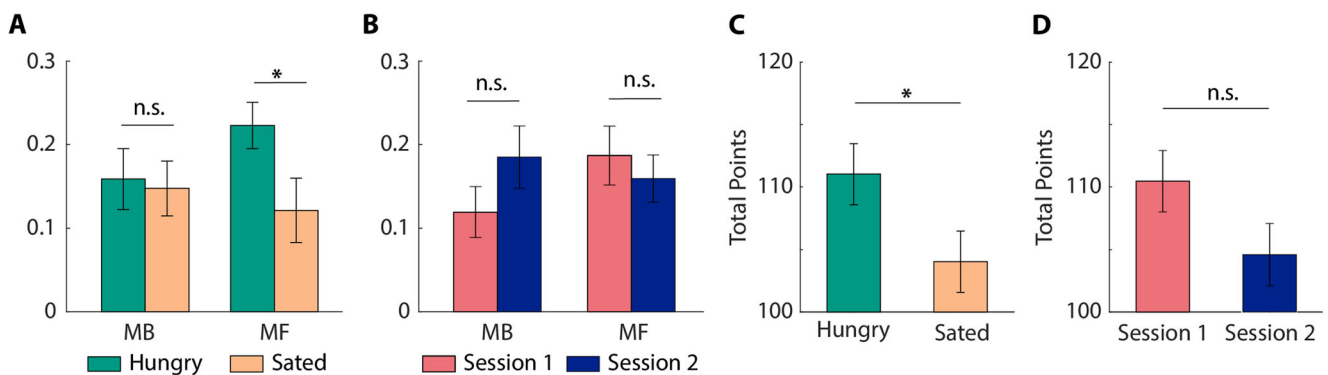 A
0.3
0.2
0.1
0
n.s.
*
MB
MF
Hungry
Sated
B
0.3
0.2
0.1
0
n.s.
n.s.
MB
MF
Session 1
Session 2
C
Total Points
120
110
100
*
Hungry
Sated
D
Total Points
120
110
100
n.s.
Session 1
Session 2